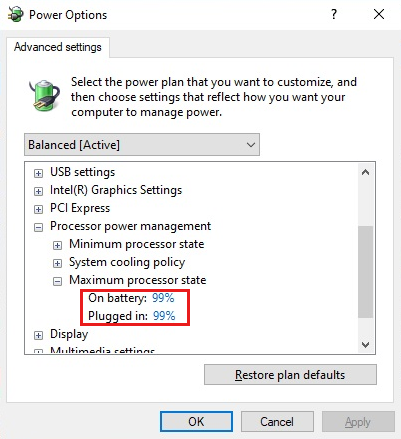 Power Options
Advanced settings
Select the power plan that you want to customize, and
then choose settings that reflect how you want your
computer to manage power.
Balanced [Active]
USB settings
Intel(R) Graphics Settings
PCI Express
Processor power management
Minimum processor state
System cooling policy
Maximum processor state
On battery: 99%
Plugged in: 99%
Display
Multimedia settings
Restore plan defaults
OK
Cancel
Apply